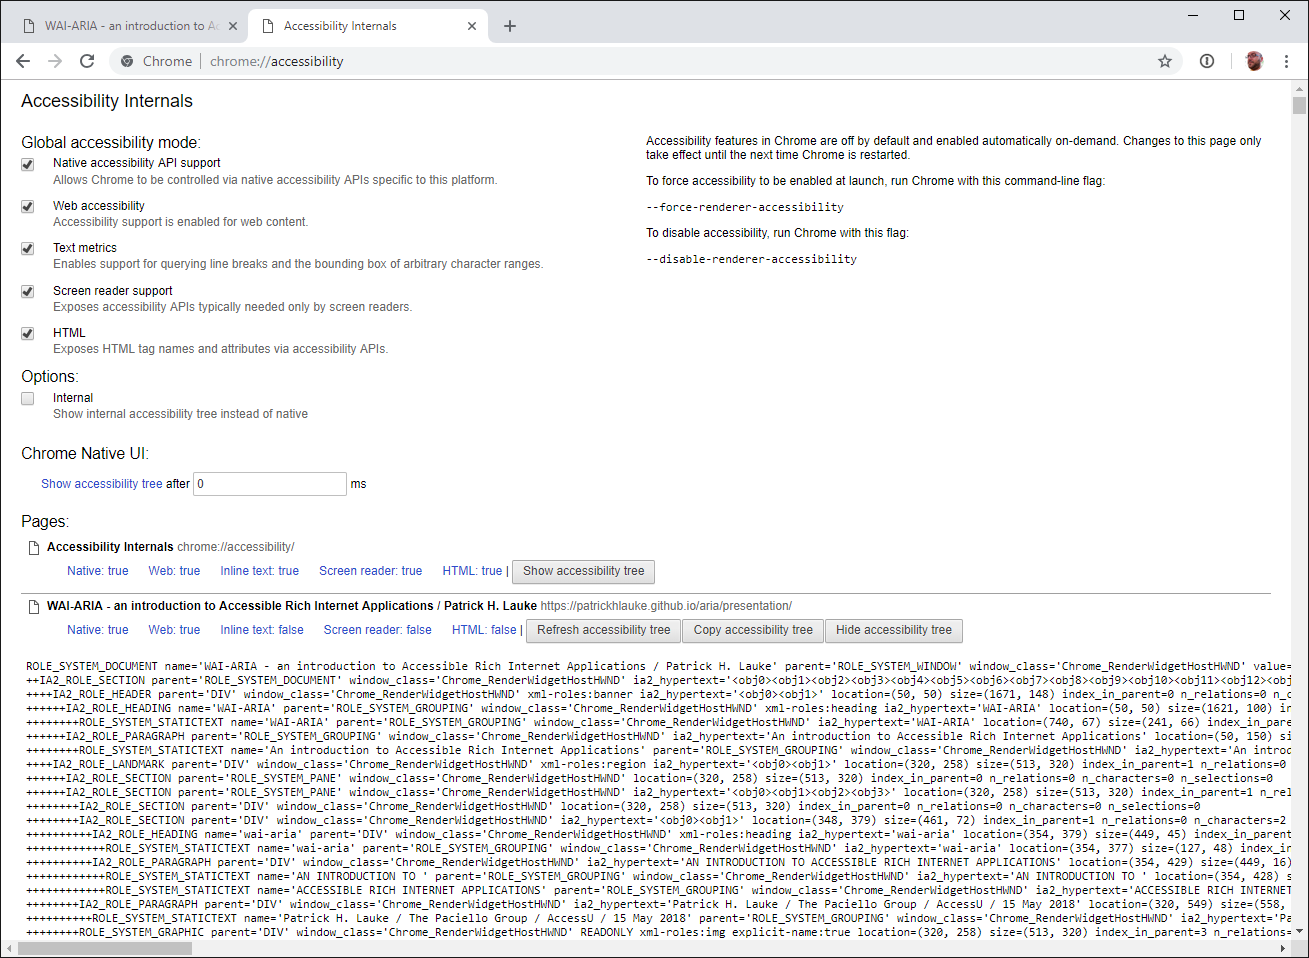 WAI-ARIA - an introduction to Ac
Accessibility Internals
Chrome
chrome://accessibility
Accessibility Internals
Global accessibility mode:
Native accessibility API support
Allows Chrome to be controlled via native accessibility APIs specific to this platform.
Web accessibility
Accessibility support is enabled for web content.
Text metrics
Enables support for querying line breaks and the bounding box of arbitrary character ranges.
Screen reader support
Exposes accessibility APIs typically needed only by screen readers.
HTML
Exposes HTML tag names and attributes via accessibility APIs.
Options:
Internal
Show internal accessibility tree instead of native
Accessibility features in Chrome are off by default and enabled automatically on-demand. Changes to this page only
take effect until the next time Chrome is restarted.
To force accessibility to be enabled at launch, run Chrome with this command-line flag:
--force-renderer-accessibility
To disable accessibility, run Chrome with this flag:
--disable-renderer-accessibility
Chrome Native UI:
Show accessibility tree after 0 ms
Pages:
Accessibility Internals chrome://accessibility/
Native: true Web: true Inline text: true Screen reader: true HTML: true | Show accessibility tree
WAI-ARIA - an introduction to Accessible Rich Internet Applications / Patrick H. Lauke https://patrickhlauke.github.io/aria/presentation/
Native: true Web: true Inline text: false Screen reader: false HTML: false | Refresh accessibility tree Copy accessibility tree Hide accessibility tree
ROLE_SYSTEM_DOCUMENT name='WAI-ARIA - an introduction to Accessible Rich Internet Applications / Patrick H. Lauke' parent='ROLE_SYSTEM_WINDOW' window_class='Chrome_RenderWidgetHostHWND' value=
++IA2_ROLE_SECTION parent='ROLE_SYSTEM_DOCUMENT' window_class='Chrome_RenderWidgetHostHWND' ia2_hypertext='<obj0><obj1><obj2><obj3><obj4><obj5><obj6><obj7><obj8><obj9><obj10><obj11><obj12><obj
++++IA2_ROLE_HEADER parent='DIV' window_class='Chrome_RenderWidgetHostHWND' xml-roles:banner ia2_hypertext='<obj0><obj1>' location=(50, 50) size=(1671, 148) index_in_parent=0 n_relations=0 n_c
++++++IA2_ROLE_HEADING name='WAI-ARIA' parent='ROLE_SYSTEM_GROUPING' window_class='Chrome_RenderWidgetHostHWND' xml-roles:heading ia2_hypertext='WAI-ARIA' location=(50, 50) size=(1621, 100) in
++++++++ROLE_SYSTEM_STATICTEXT name='WAI-ARIA' parent='ROLE_SYSTEM_GROUPING' window_class='Chrome_RenderWidgetHostHWND' ia2_hypertext='WAI-ARIA' location=(740, 67) size=(241, 66) index_in_pare
++++++IA2_ROLE_PARAGRAPH parent='ROLE_SYSTEM_GROUPING' window_class='Chrome_RenderWidgetHostHWND' ia2_hypertext='An introduction to Accessible Rich Internet Applications' location=(50, 150) si
++++++++ROLE_SYSTEM_STATICTEXT name='An introduction to Accessible Rich Internet Applications' parent='ROLE_SYSTEM_GROUPING' window_class='Chrome_RenderWidgetHostHWND' ia2_hypertext='An introd
++++IA2_ROLE_LANDMARK parent='DIV' window_class='Chrome_RenderWidgetHostHWND' xml-roles:region ia2_hypertext='<obj0><obj1>' location=(320, 258) size=(513, 320) index_in_parent=1 n_relations=0
++++++IA2_ROLE_SECTION parent='ROLE_SYSTEM_PANE' window_class='Chrome_RenderWidgetHostHWND' location=(320, 258) size=(513, 320) index_in_parent=0 n_relations=0 n_characters=0 n_selections=0
++++++IA2_ROLE_SECTION parent='ROLE_SYSTEM_PANE' window_class='Chrome_RenderWidgetHostHWND' ia2_hypertext='<obj0><obj1><obj2><obj3>' location=(320, 258) size=(513, 320) index_in_parent=1 n_rel
++++++++IA2_ROLE_SECTION parent='DIV' window_class='Chrome_RenderWidgetHostHWND' location=(320, 258) size=(513, 320) index_in_parent=0 n_relations=0 n_characters=0 n_selections=0
++++++++IA2_ROLE_SECTION parent='DIV' window_class='Chrome_RenderWidgetHostHWND' ia2_hypertext='<obj0><obj1>' location=(348, 379) size=(461, 72) index_in_parent=1 n_relations=0 n_characters=2
++++++++++IA2_ROLE_HEADING name='wai-aria' parent='DIV' window_class='Chrome_RenderWidgetHostHWND' xml-roles:heading ia2_hypertext='wai-aria' location=(354, 379) size=(449, 45) index_in_parent
++++++++++++ROLE_SYSTEM_STATICTEXT name='wai-aria' parent='ROLE_SYSTEM_GROUPING' window_class='Chrome_RenderWidgetHostHWND' ia2_hypertext='wai-aria' location=(354, 377) size=(127, 48) index_in
++++++++++IA2_ROLE_PARAGRAPH parent='DIV' window_class='Chrome_RenderWidgetHostHWND' ia2_hypertext='AN INTRODUCTION TO ACCESSIBLE RICH INTERNET APPLICATIONS' location=(354, 429) size=(449, 16)
++++++++++++ROLE_SYSTEM_STATICTEXT name='AN INTRODUCTION TO ' parent='ROLE_SYSTEM_GROUPING' window_class='Chrome_RenderWidgetHostHWND' ia2_hypertext='AN INTRODUCTION TO ' location=(354, 428) s
++++++++++++ROLE_SYSTEM_STATICTEXT name='ACCESSIBLE RICH INTERNET APPLICATIONS' parent='ROLE_SYSTEM_GROUPING' window_class='Chrome_RenderWidgetHostHWND' ia2_hypertext='ACCESSIBLE RICH INTERNET
++++++++IA2_ROLE_PARAGRAPH parent='DIV' window_class='Chrome_RenderWidgetHostHWND' ia2_hypertext='Patrick H. Lauke / The Paciello Group / AccessU / 15 May 2018' location=(320, 549) size=(558,
++++++++++ROLE_SYSTEM_STATICTEXT name='Patrick H. Lauke / The Paciello Group / AccessU / 15 May 2018' parent='ROLE_SYSTEM_GROUPING' window_class='Chrome_RenderWidgetHostHWND' ia2_hypertext='Pa
++++++++ROLE_SYSTEM_GRAPHIC parent='DIV' window_class='Chrome_RenderWidgetHostHWND' READONLY xml-roles:img explicit-name:true location=(320, 258) size=(513, 320) index_in_parent=3 n_relations=